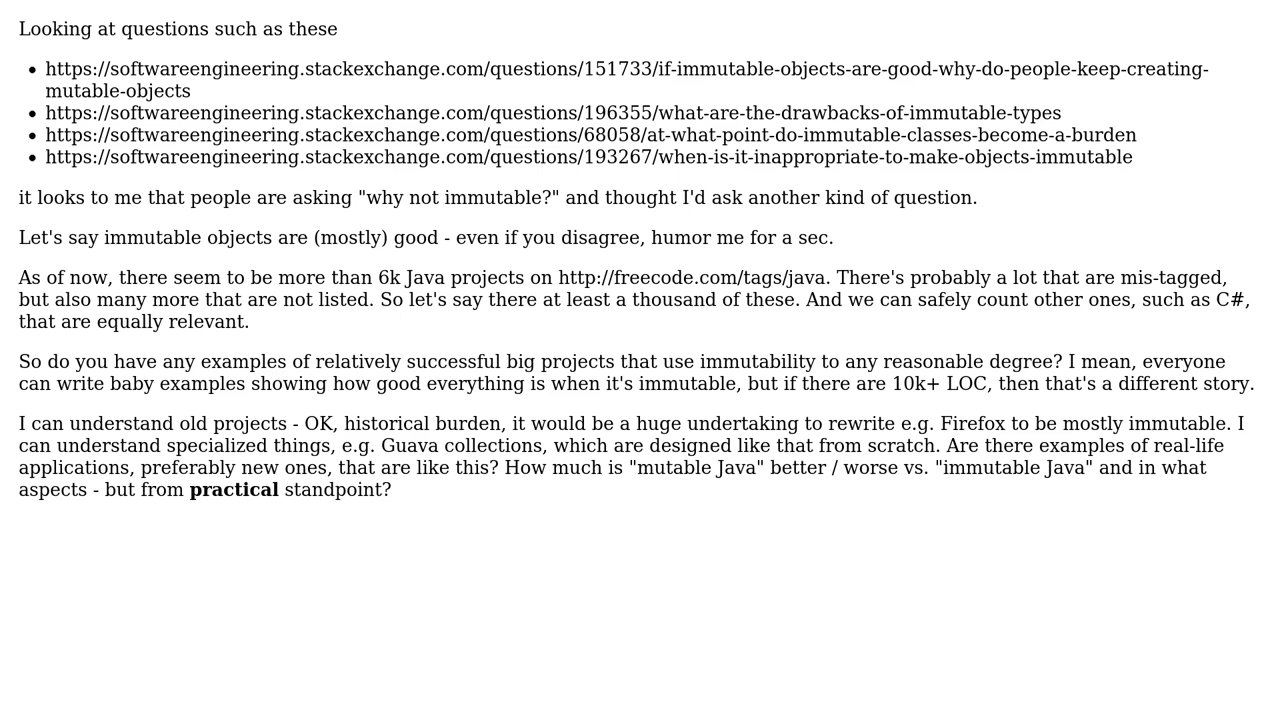 Looking at questions such as these
• https://softwareengineering.stackexchange.com/questions/151733/if-immutable-objects-are-good-why-do-people-keep-creating-
mutable-objects
• https://softwareengineering.stackexchange.com/questions/196355/what-are-the-drawbacks-of-immutable-types
• https://softwareengineering.stackexchange.com/questions/68058/at-what-point-do-immutable-classes-become-a-burden
• https://softwareengineering.stackexchange.com/questions/193267/when-is-it-inappropriate-to-make-objects-immutable
it looks to me that people are asking "why not immutable?" and thought I'd ask another kind of question.
Let's say immutable objects are (mostly) good - even if you disagree, humor me for a sec.
As of now, there seem to be more than 6k Java projects on http://freecode.com/tags/java. There's probably a lot that are mis-tagged,
but also many more that are not listed. So let's say there at least a thousand of these. And we can safely count other ones, such as C#,
that are equally relevant.
So do you have any examples of relatively successful big projects that use immutability to any reasonable degree? I mean, everyone
can write baby examples showing how good everything is when it's immutable, but if there are 10k+ LOC, then that's a different story.
I can understand old projects - OK, historical burden, it would be a huge undertaking to rewrite e.g. Firefox to be mostly immutable. I
can understand specialized things, e.g. Guava collections, which are designed like that from scratch. Are there examples of real-life
applications, preferably new ones, that are like this? How much is "mutable Java" better / worse vs. "immutable Java" and in what
aspects - but from practical standpoint?